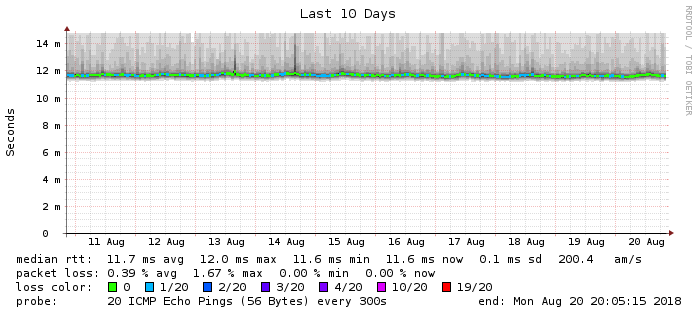 Last 10 Days
RRDTOOL / TOBI OETIKER
Seconds
14 m
12 m
10 m
8 m
6 m
4 m
2 m
0
11 Aug 12 Aug 13 Aug 14 Aug 15 Aug 16 Aug 17 Aug 18 Aug 19 Aug 20 Aug
median rtt: 11.7 ms avg 12.0 ms max 11.6 ms min 11.6 ms now 0.1 ms sd 200.4 am/s
packet loss: 0.39 % avg 1.67 % max 0.00 % min 0.00 % now
loss color: 0 1/20 2/20 3/20 4/20 10/20 19/20
probe: 20 ICMP Echo Pings (56 Bytes) every 300s end: Mon Aug 20 20:05:15 2018